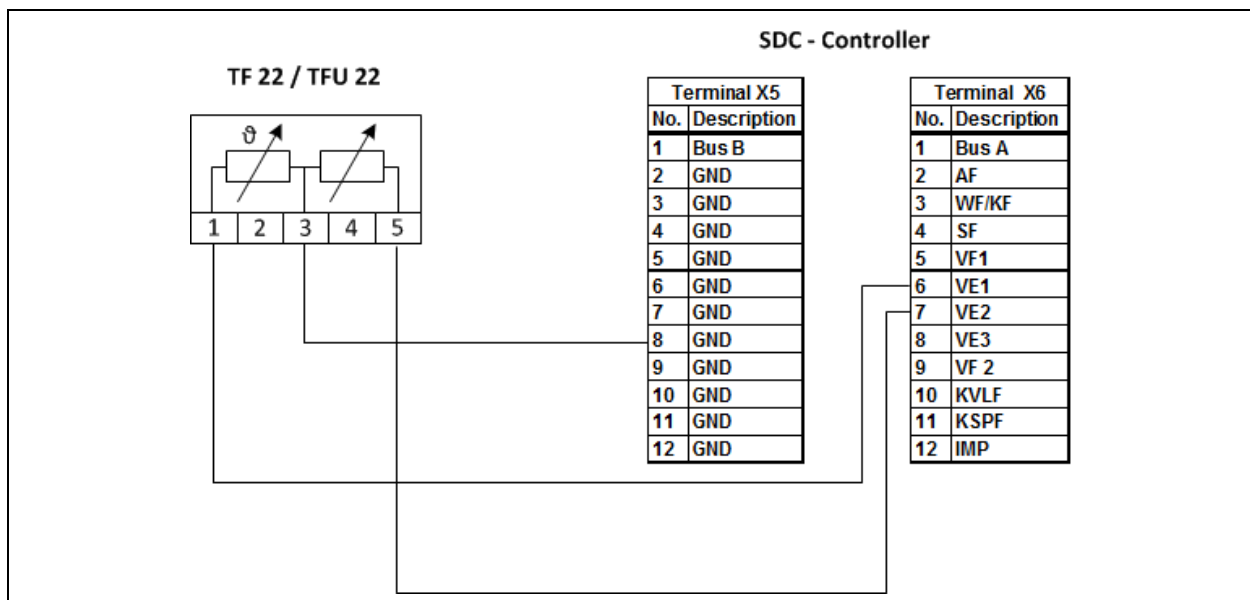 SDC - Controller
TF 22 / TFU 22
ϑ
1 2 3 4 5
Terminal X5
No. Description
1 Bus B
2 GND
3 GND
4 GND
5 GND
6 GND
7 GND
8 GND
9 GND
10 GND
11 GND
12 GND
Terminal X6
No. Description
1 Bus A
2 AF
3 WF/KF
4 SF
5 VF1
6 VE1
7 VE2
8 VE3
9 VF 2
10 KVLF
11 KSPF
12 IMP